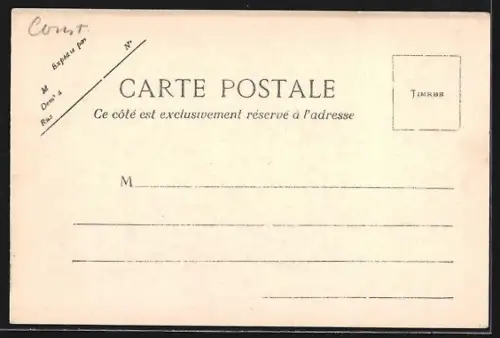 Const.
Expédié par
M
Dem^t à
Rue
N°
CARTE POSTALE
Ce côté est exclusivement réservé à l'adresse
TIMBRE
M